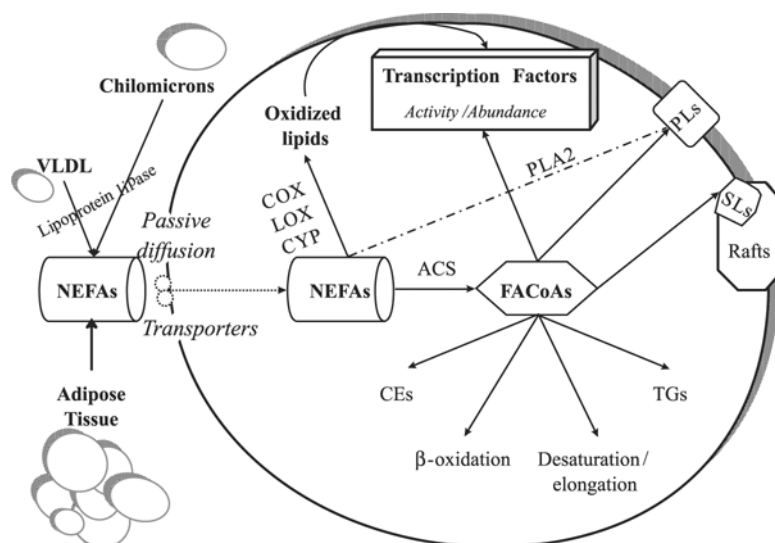 Chilomicrons
VLDL
Lipoprotein lipase
NEFAs
Adipose
Tissue
Passive
diffusion
Transporters
Oxidized
lipids
COX
LOX
CYP
NEFAs
ACS
FACoAs
Transcription Factors
Activity /Abundance
PLA2
PLs
SLs
Rafts
CEs
β-oxidation
Desaturation /
elongation
TGs